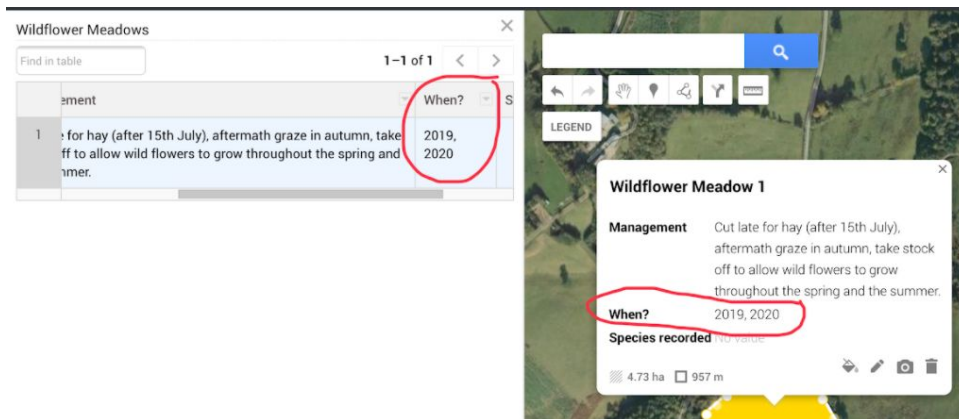 Wildflower Meadows
Find in table
1–1 of 1
ement
When?
S
1
for hay (after 15th July), aftermath graze in autumn, take
2019,
ff to allow wild flowers to grow throughout the spring and
2020
nmer.
LEGEND
Wildflower Meadow 1
Management
Cut late for hay (after 15th July),
aftermath graze in autumn, take stock
off to allow wild flowers to grow
throughout the spring and the summer.
When?
2019, 2020
Species recorded
No value
4.73 ha
957 m